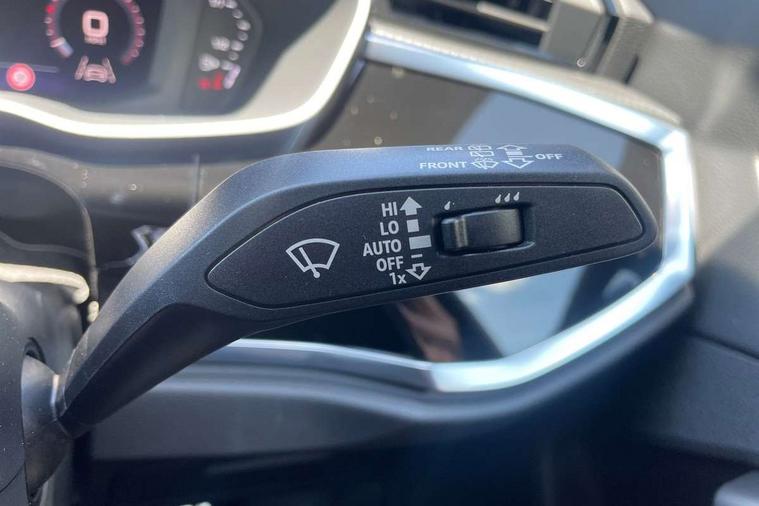 REAR
FRONT OFF
HI
LO
AUTO
OFF
1x